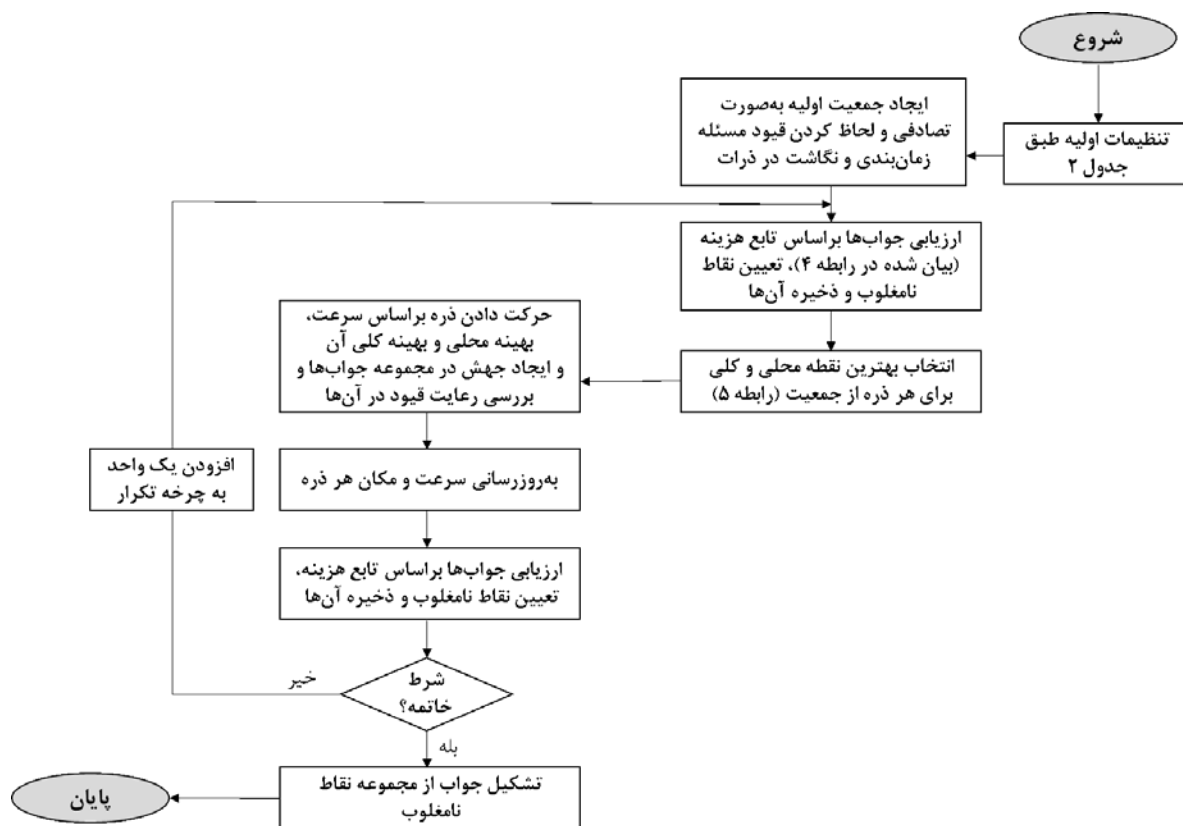 شروع
تنظیمات اولیه طبق
جدول ۲
ایجاد جمعیت اولیه به‌صورت
تصادفی و لحاظ کردن قیود مسئله
زمان‌بندی و نگاشت در ذرات
ارزیابی جواب‌ها براساس تابع هزینه
(بیان شده در رابطه ۴)، تعیین نقاط
نامغلوب و ذخیره آن‌ها
انتخاب بهترین نقطه محلی و کلی
برای هر ذره از جمعیت (رابطه ۵)
حرکت دادن ذره براساس سرعت،
بهینه محلی و بهینه کلی آن
و ایجاد جهش در مجموعه جواب‌ها و
بررسی رعایت قیود در آن‌ها
به‌روزرسانی سرعت و مکان هر ذره
ارزیابی جواب‌ها براساس تابع هزینه،
تعیین نقاط نامغلوب و ذخیره آن‌ها
شرط
خاتمه؟
خیر
افزودن یک واحد
به چرخه تکرار
بله
تشکیل جواب از مجموعه نقاط
نامغلوب
پایان